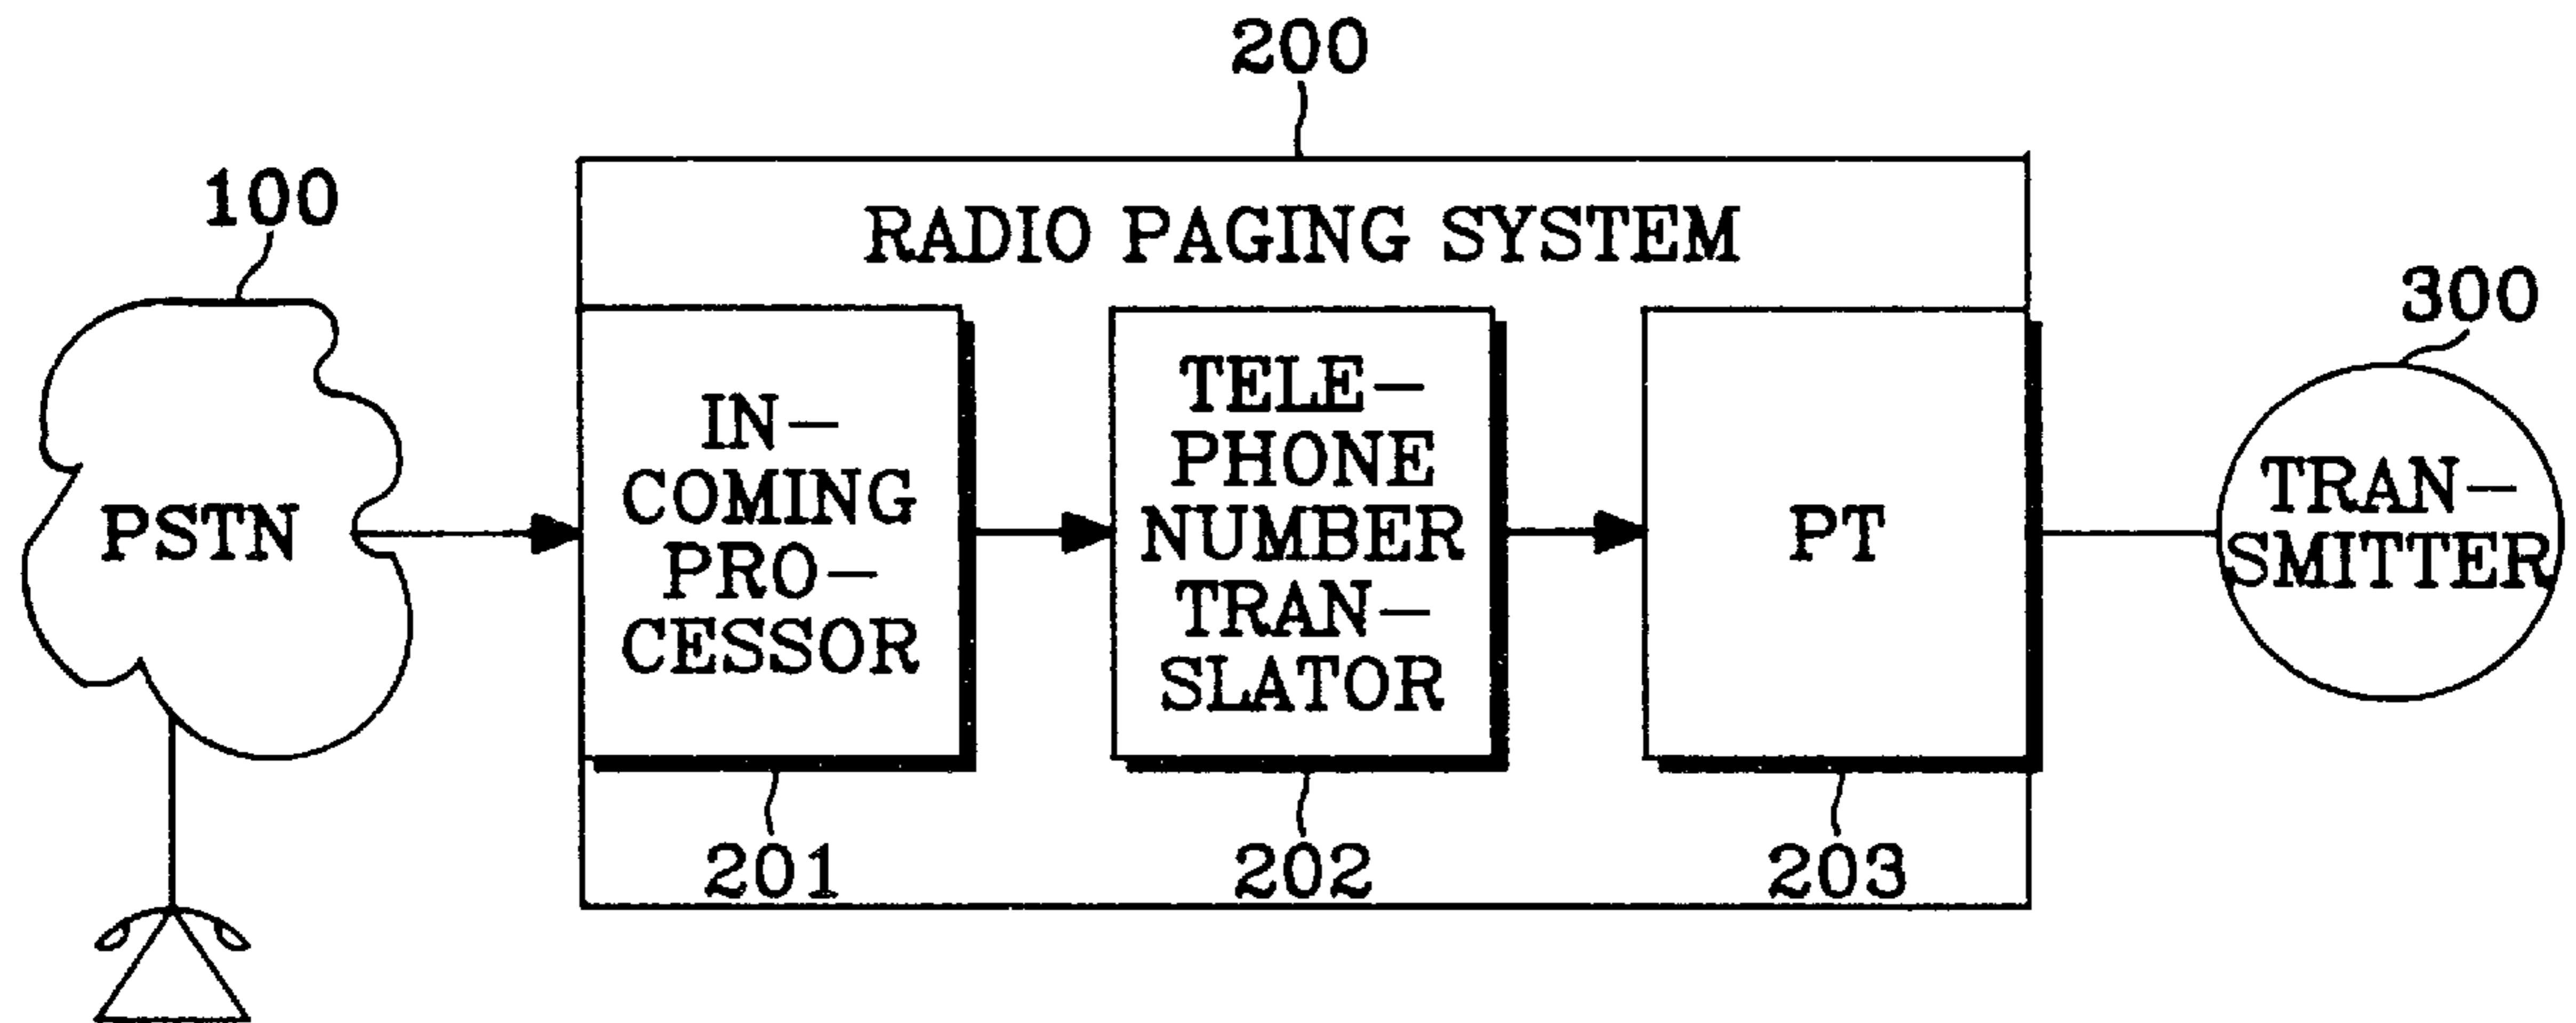 200
100
RADIO PAGING SYSTEM
300
PSTN
IN-
COMING
PRO-
CESSOR
TELE-
PHONE
NUMBER
TRAN-
SLATOR
PT
TRAN-
SMITTER
201
202
203